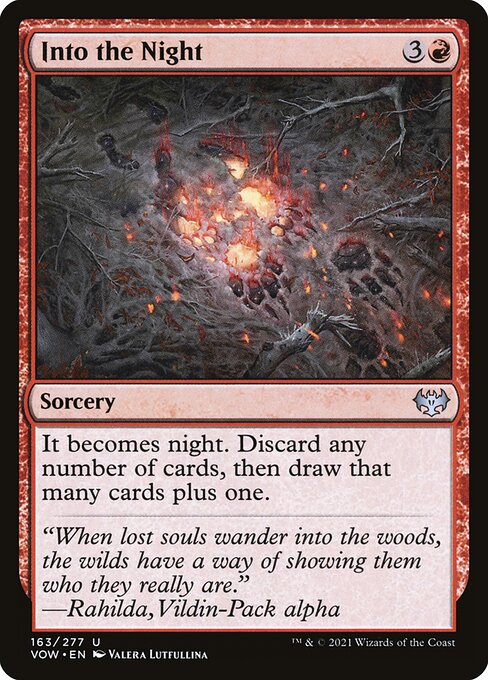 Into the Night 3
Sorcery
It becomes night. Discard any
number of cards, then draw that
many cards plus one.
“When lost souls wander into the woods,
the wilds have a way of showing them
who they really are.”
—Rahilda, Vildin-Pack alpha
163/277 U
™ & © 2021 Wizards of the Coast
VOW • EN Valera Lutfullina